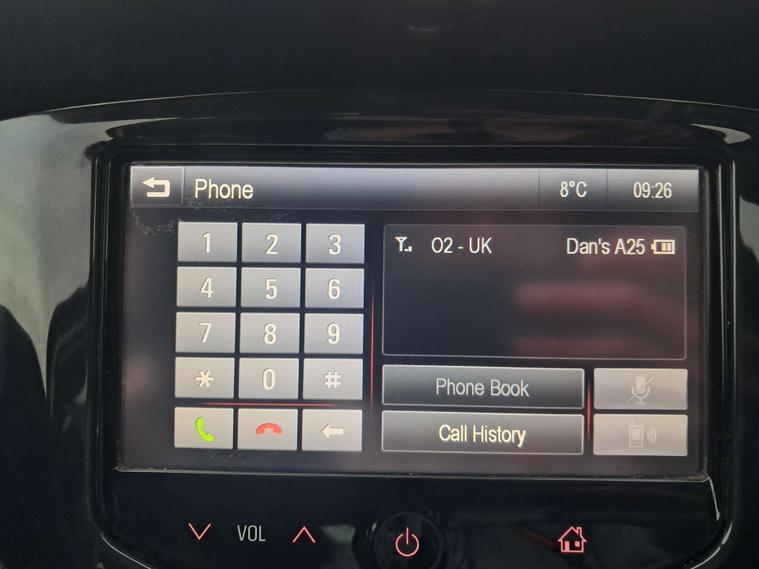 Phone 8°C 09:26
1 2 3 O2 - UK Dan's A25
4 5 6
7 8 9
* 0 # Phone Book
Call History
VOL